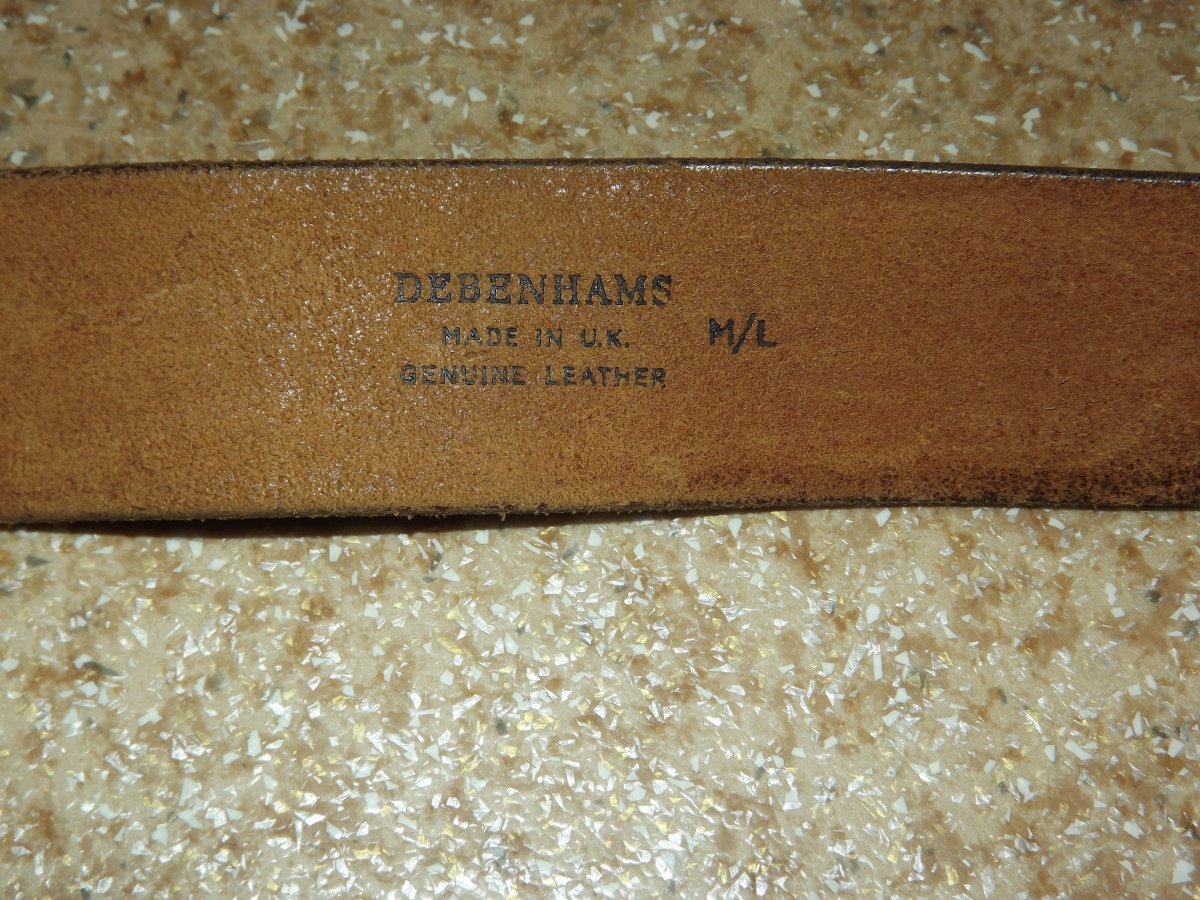 DEBENHAMS
MADE IN U.K.
GENUINE LEATHER
M/L